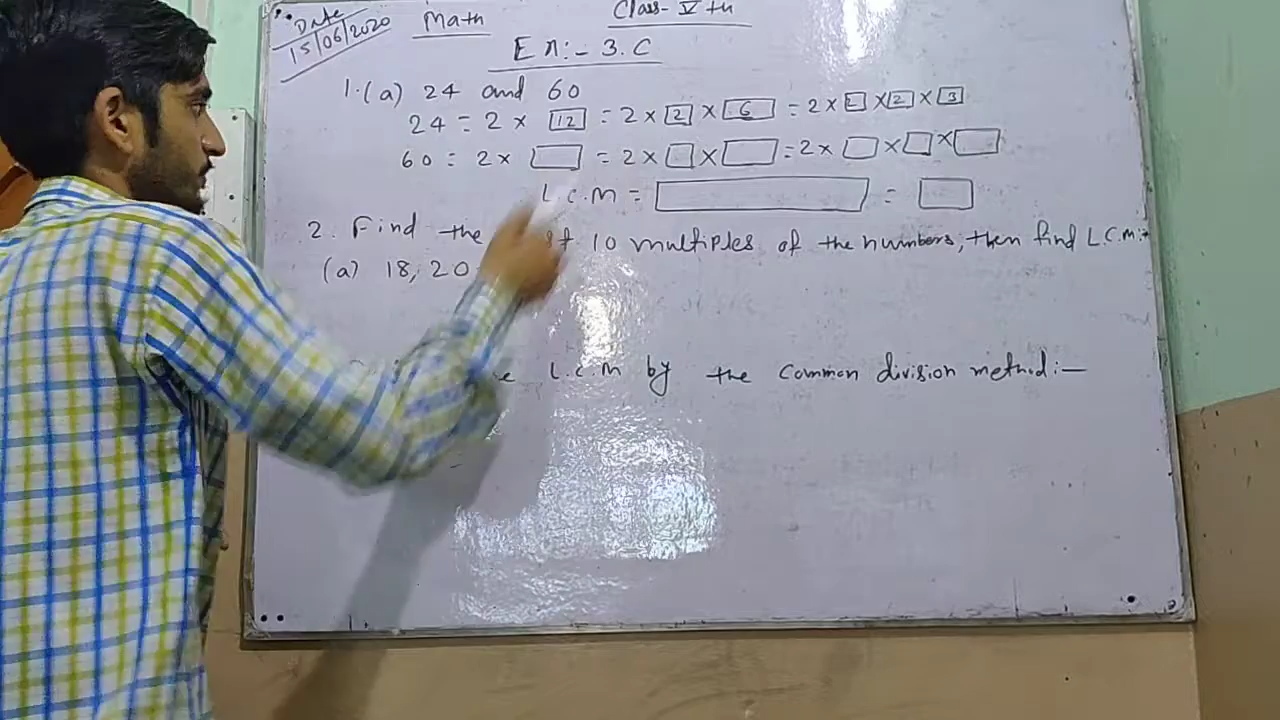 Date
15/06/2020
Math
Class- Vth
Ex:- 3.C
1.(a) 24 and 60
24 = 2 × 12 = 2 × 2 × 6 = 2 × 2 × 2 × 3
60 = 2 × □ = 2 × □ × □ = 2 × □ × □ × □
L.C.M = □ = □
2. Find the 10 multiples of the numbers, then find L.C.M:-
(a) 18, 20
L.C.M by the Common division method:-